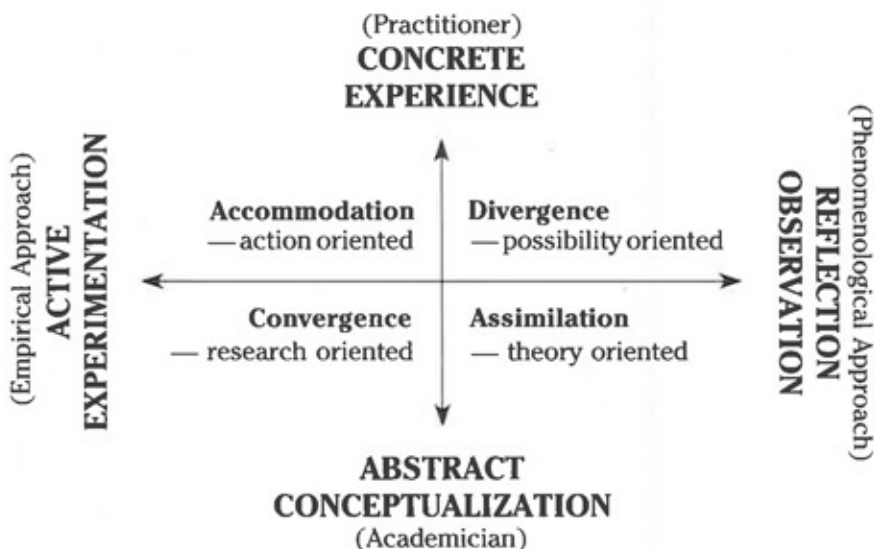 (Practitioner)
CONCRETE
EXPERIENCE
(Empirical Approach)
ACTIVE
EXPERIMENTATION
Accommodation
— action oriented
Divergence
— possibility oriented
Convergence
— research oriented
Assimilation
— theory oriented
(Phenomenological Approach)
REFLECTION
OBSERVATION
ABSTRACT
CONCEPTUALIZATION
(Academician)